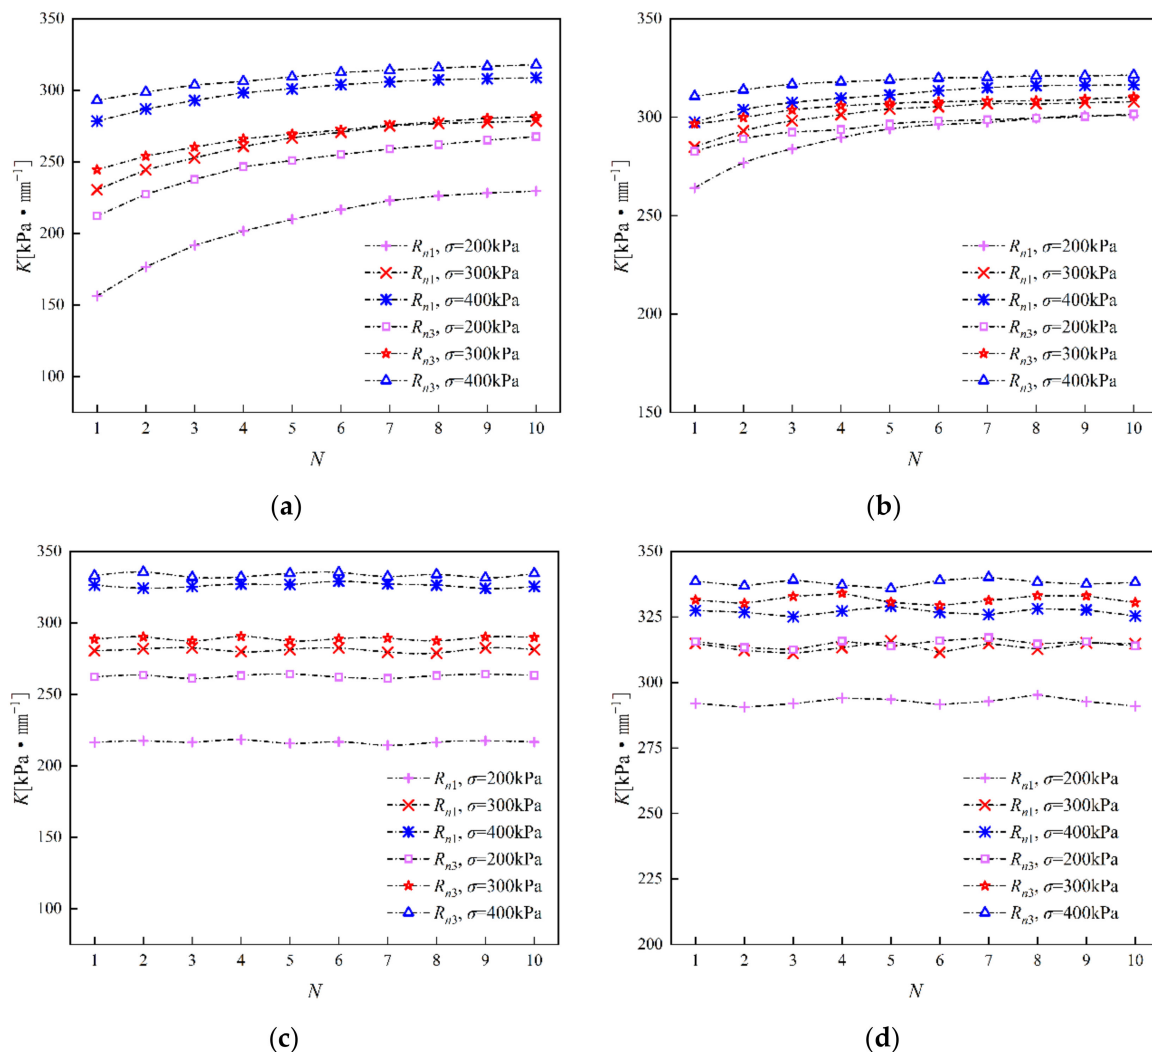 350
300
250
200
150
100
K[kPa・mm⁻¹]
Rn1, σ=200kPa
Rn1, σ=300kPa
Rn1, σ=400kPa
Rn3, σ=200kPa
Rn3, σ=300kPa
Rn3, σ=400kPa
1 2 3 4 5 6 7 8 9 10
N
(a)
350
300
250
200
150
K[kPa・mm⁻¹]
Rn1, σ=200kPa
Rn1, σ=300kPa
Rn1, σ=400kPa
Rn3, σ=200kPa
Rn3, σ=300kPa
Rn3, σ=400kPa
1 2 3 4 5 6 7 8 9 10
N
(b)
350
300
250
200
150
100
K[kPa・mm⁻¹]
Rn1, σ=200kPa
Rn1, σ=300kPa
Rn1, σ=400kPa
Rn3, σ=200kPa
Rn3, σ=300kPa
Rn3, σ=400kPa
1 2 3 4 5 6 7 8 9 10
N
(c)
350
325
300
275
250
225
200
K[kPa・mm⁻¹]
Rn1, σ=200kPa
Rn1, σ=300kPa
Rn1, σ=400kPa
Rn3, σ=200kPa
Rn3, σ=300kPa
Rn3, σ=400kPa
1 2 3 4 5 6 7 8 9 10
N
(d)